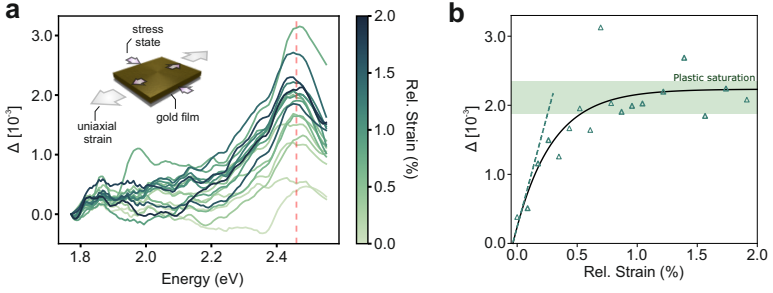 a
Δ [10⁻³]
3.0
2.0
1.0
0.0
stress
state
uniaxial
strain
gold film
1.8
2.0
2.2
2.4
Energy (eV)
2.0
1.5
1.0
0.5
0.0
Rel. Strain (%)
b
Δ [10⁻³]
3.0
2.0
1.0
0.0
Plastic saturation
0.0
0.5
1.0
1.5
2.0
Rel. Strain (%)